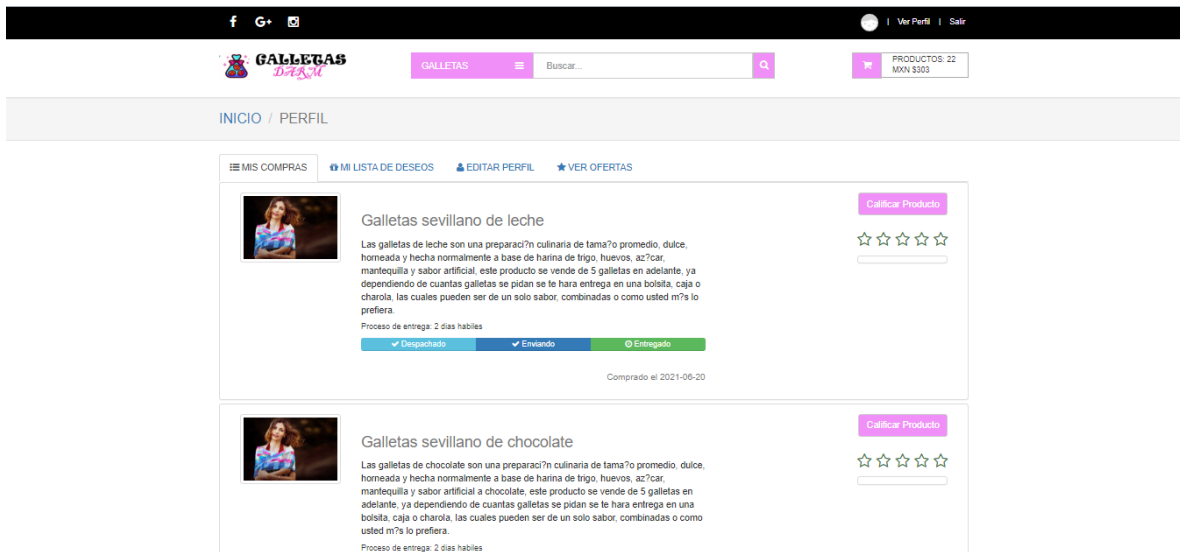 Ver Perfil | Salir
GALLETAS
DARM
GALLETAS
Buscar...
PRODUCTOS: 22
MXN $303
INICIO / PERFIL
MIS COMPRAS
MI LISTA DE DESEOS
EDITAR PERFIL
VER OFERTAS
Galletas sevillano de leche
Las galletas de leche son una preparaci?n culinaria de tama?o promedio, dulce,
horneada y hecha normalmente a base de harina de trigo, huevos, az?car,
mantequilla y sabor artificial, este producto se vende de 5 galletas en adelante, ya
dependiendo de cuantas galletas se pidan se te hara entrega en una bolsita, caja o
charola, las cuales pueden ser de un solo sabor, combinadas o como usted m?s lo
prefiera.
Proceso de entrega: 2 dias habiles
Despachado
Enviando
Entregado
Comprado el 2021-06-20
Calificar Producto
Galletas sevillano de chocolate
Las galletas de chocolate son una preparaci?n culinaria de tama?o promedio, dulce,
horneada y hecha normalmente a base de harina de trigo, huevos, az?car,
mantequilla y sabor artificial a chocolate, este producto se vende de 5 galletas en
adelante, ya dependiendo de cuantas galletas se pidan se te hara entrega en una
bolsita, caja o charola, las cuales pueden ser de un solo sabor, combinadas o como
usted m?s lo prefiera.
Proceso de entrega: 2 dias habiles
Calificar Producto